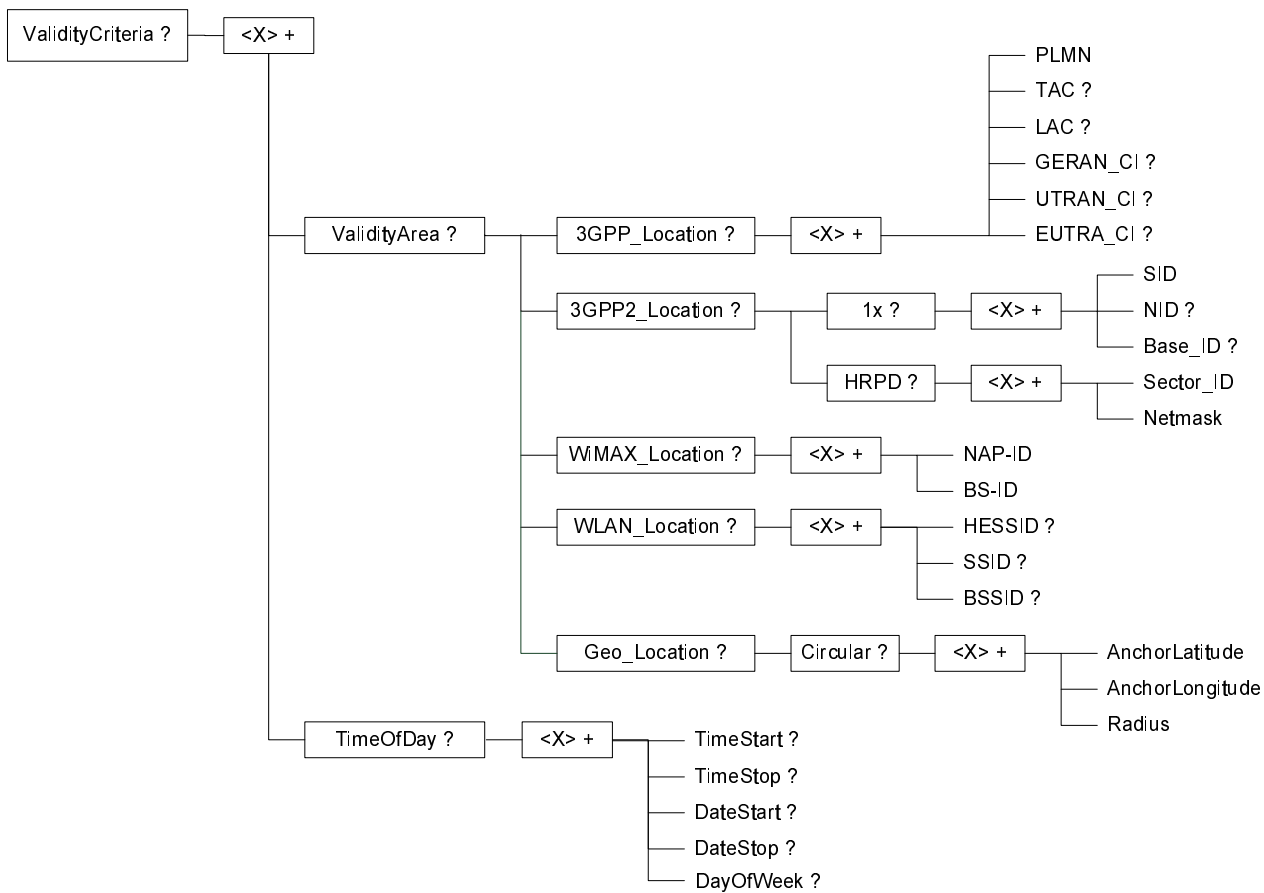 ValidityCriteria ?
<X> +
PLMN
TAC ?
LAC ?
GERAN_CI ?
UTRAN_CI ?
ValidityArea ?
3GPP_Location ?
<X> +
EUTRA_CI ?
SID
3GPP2_Location ?
1x ?
<X> +
NID ?
Base_ID ?
HRPD ?
<X> +
Sector_ID
Netmask
WiMAX_Location ?
<X> +
NAP-ID
BS-ID
WLAN_Location ?
<X> +
HESSID ?
SSID ?
BSSID ?
Geo_Location ?
Circular ?
<X> +
AnchorLatitude
AnchorLongitude
Radius
TimeOfDay ?
<X> +
TimeStart ?
TimeStop ?
DateStart ?
DateStop ?
DayOfWeek ?